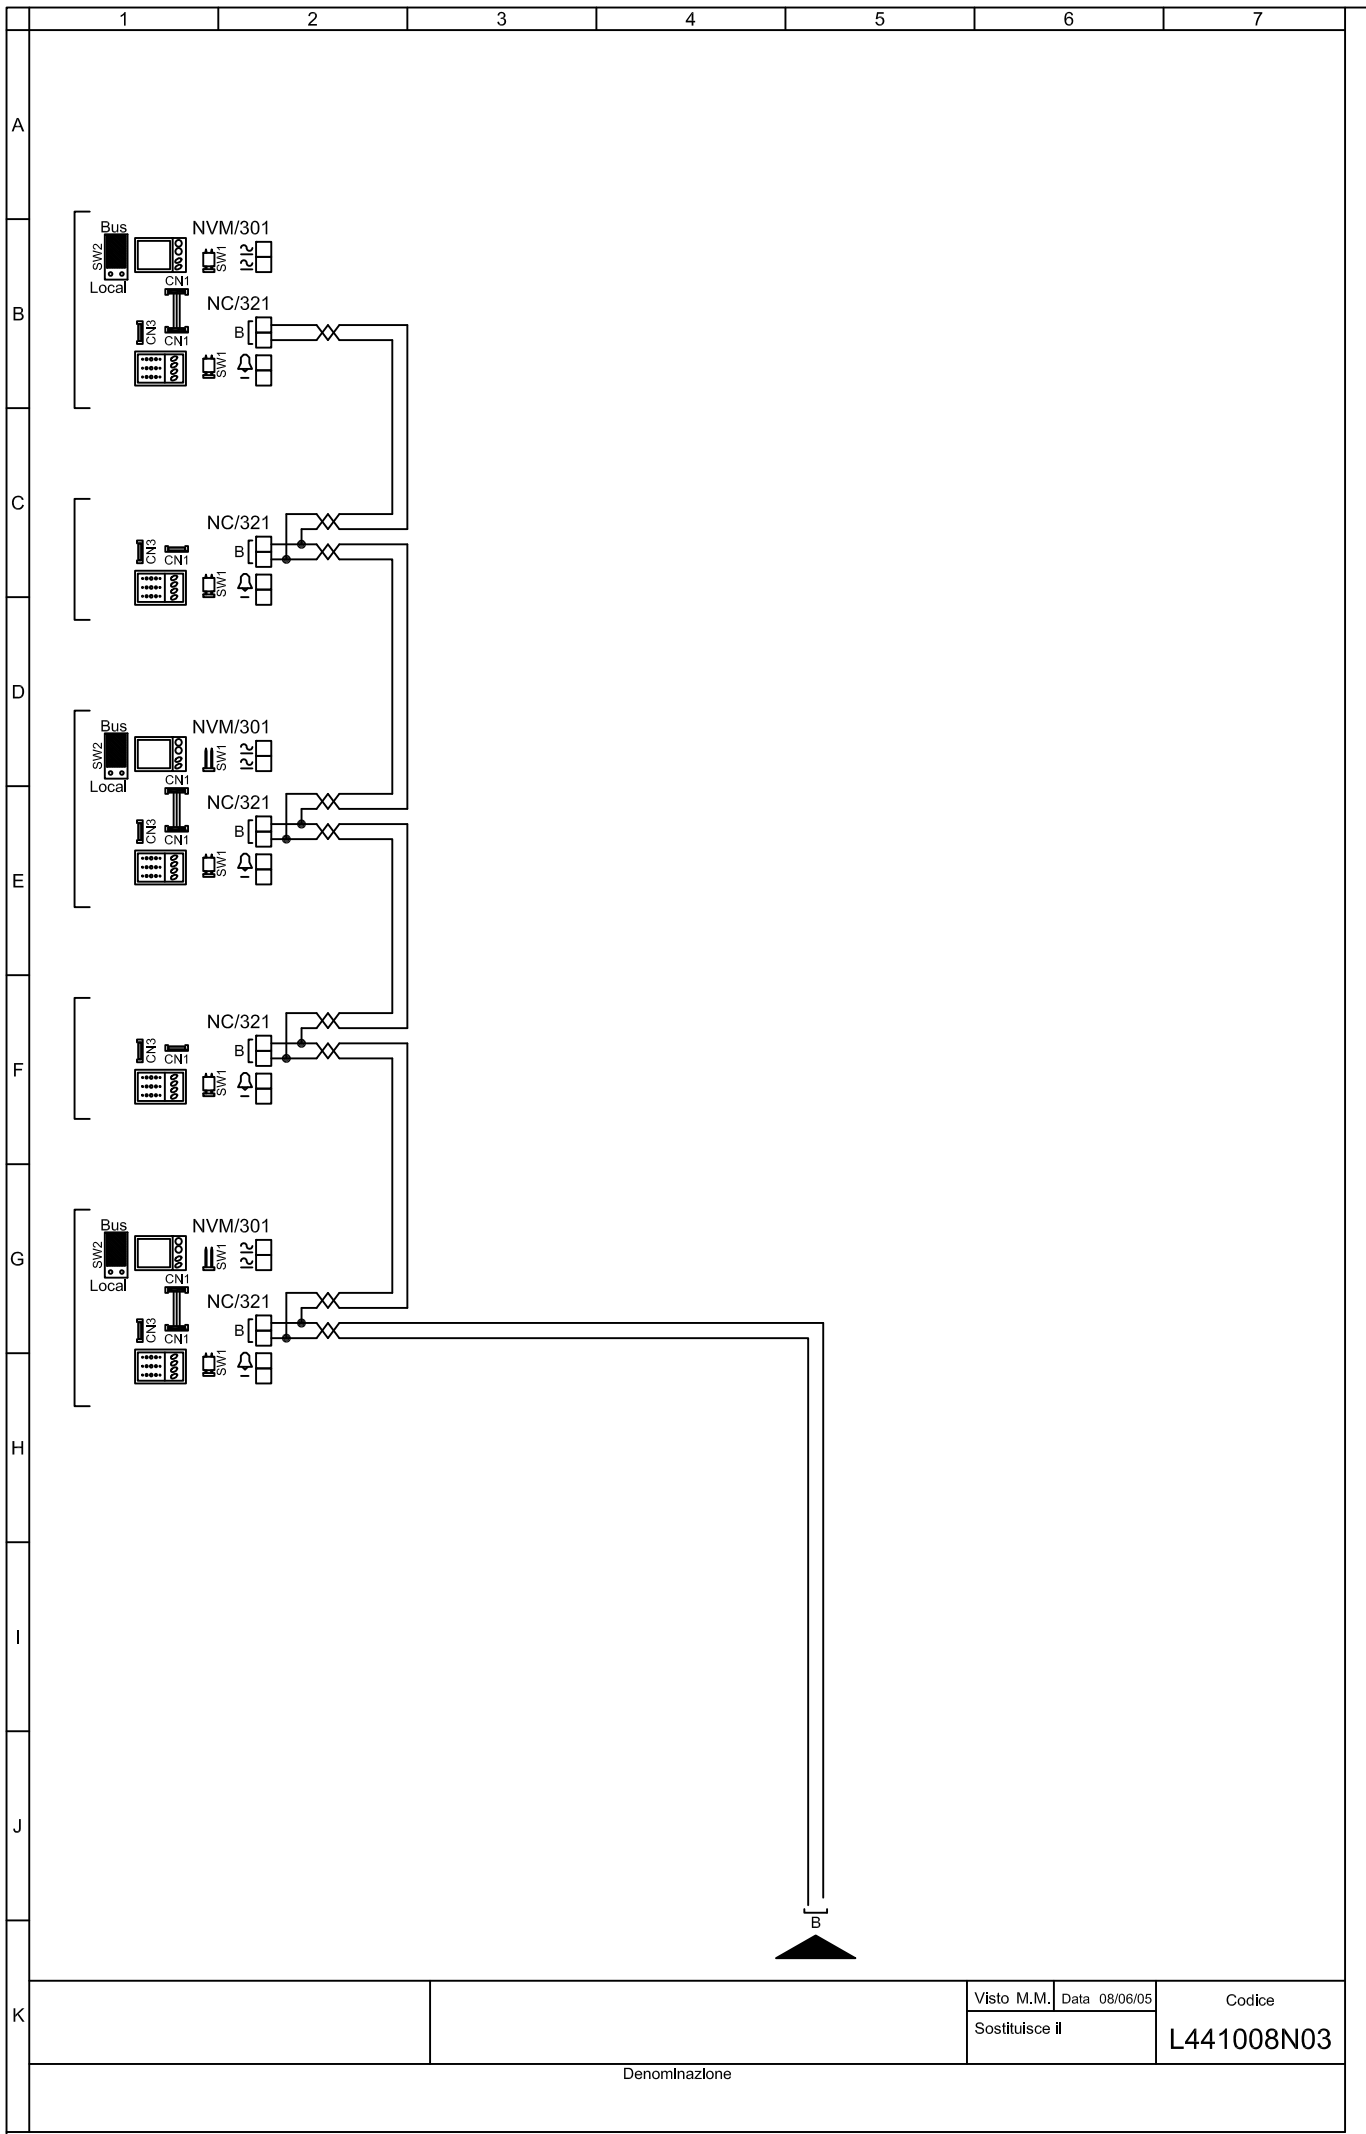 1 2 3 4 5 6 7
A
B
C
D
E
F
G
H
I
J
K
Bus NVM/301
SW2 SW1
Local CN1
NC/321
CN3 CN1 B
SW1
NC/321
CN3 CN1 B
SW1
Bus NVM/301
SW2 SW1
Local CN1
NC/321
CN3 CN1 B
SW1
NC/321
CN3 CN1 B
SW1
Bus NVM/301
SW2 SW1
Local CN1
NC/321
CN3 CN1 B
SW1
B
Visto M.M. Data 08/06/05 Codice
Sostituisce il L441008N03
Denominazione